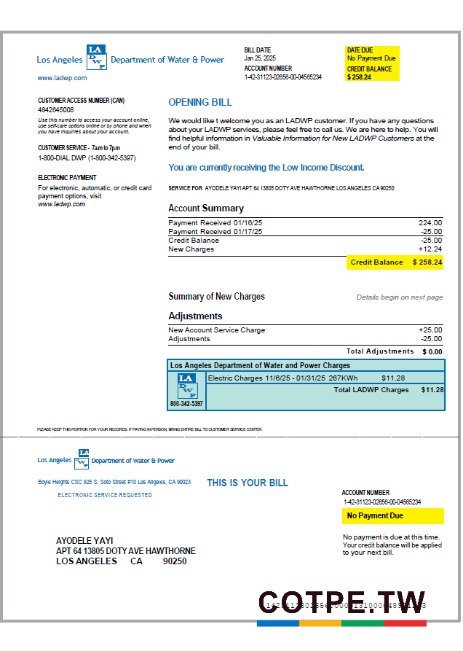 Los Angeles LA DWP Department of Water & Power
www.ladwp.com
BILL DATE
Jan 25, 2025
ACCOUNT NUMBER
1-42-31123-02656-00-04565234
DATE DUE
No Payment Due
CREDIT BALANCE
$ 258.24
CUSTOMER ACCESS NUMBER (CAN)
4842645008
Use this number to access your account online,
use self-care options online or by phone and when
you have inquiries about your account.
CUSTOMER SERVICE - 7am to 7pm
1-800-DIAL DWP (1-800-342-5397)
ELECTRONIC PAYMENT
For electronic, automatic, or credit card
payment options, visit
www.ladwp.com
OPENING BILL
We would like t welcome you as an LADWP customer. If you have any questions
about your LADWP services, please feel free to call us. We are here to help. You will
find helpful information in Valuable Information for New LADWP Customers at the
end of your bill.
You are currently receiving the Low Income Discount.
SERVICE FOR AYODELE YAYI APT 64 13805 DOTY AVE HAWTHORNE LOS ANGELES CA 90250
Account Summary
Payment Received 01/16/25 224.00
Payment Received 01/17/25 -25.00
Credit Balance -25.00
New Charges +12.24
Credit Balance $ 258.24
Summary of New Charges Details begin on next page
Adjustments
New Account Service Charge +25.00
Adjustments -25.00
Total Adjustments $ 0.00
Los Angeles Department of Water and Power Charges
LA DWP
800-342-5397
Electric Charges 11/6/25 - 01/31/25 267KWh $11.28
Total LADWP Charges $11.28
PLEASE KEEP THIS PORTION FOR YOUR RECORDS. IF PAYING IN PERSON, BRING ENTIRE BILL TO CUSTOMER SERVICE CENTER.
Los Angeles LA DWP Department of Water & Power
Boyle Heights CSC 925 S. Soto Street #10 Los Angeles, CA 90023
ELECTRONIC SERVICE REQUESTED
THIS IS YOUR BILL
ACCOUNT NUMBER
1-42-31123-02656-00-04565234
No Payment Due
No payment is due at this time.
Your credit balance will be applied
to your next bill.
AYODELE YAYI
APT 64 13805 DOTY AVE HAWTHORNE
LOS ANGELES CA 90250
COTPE.TW